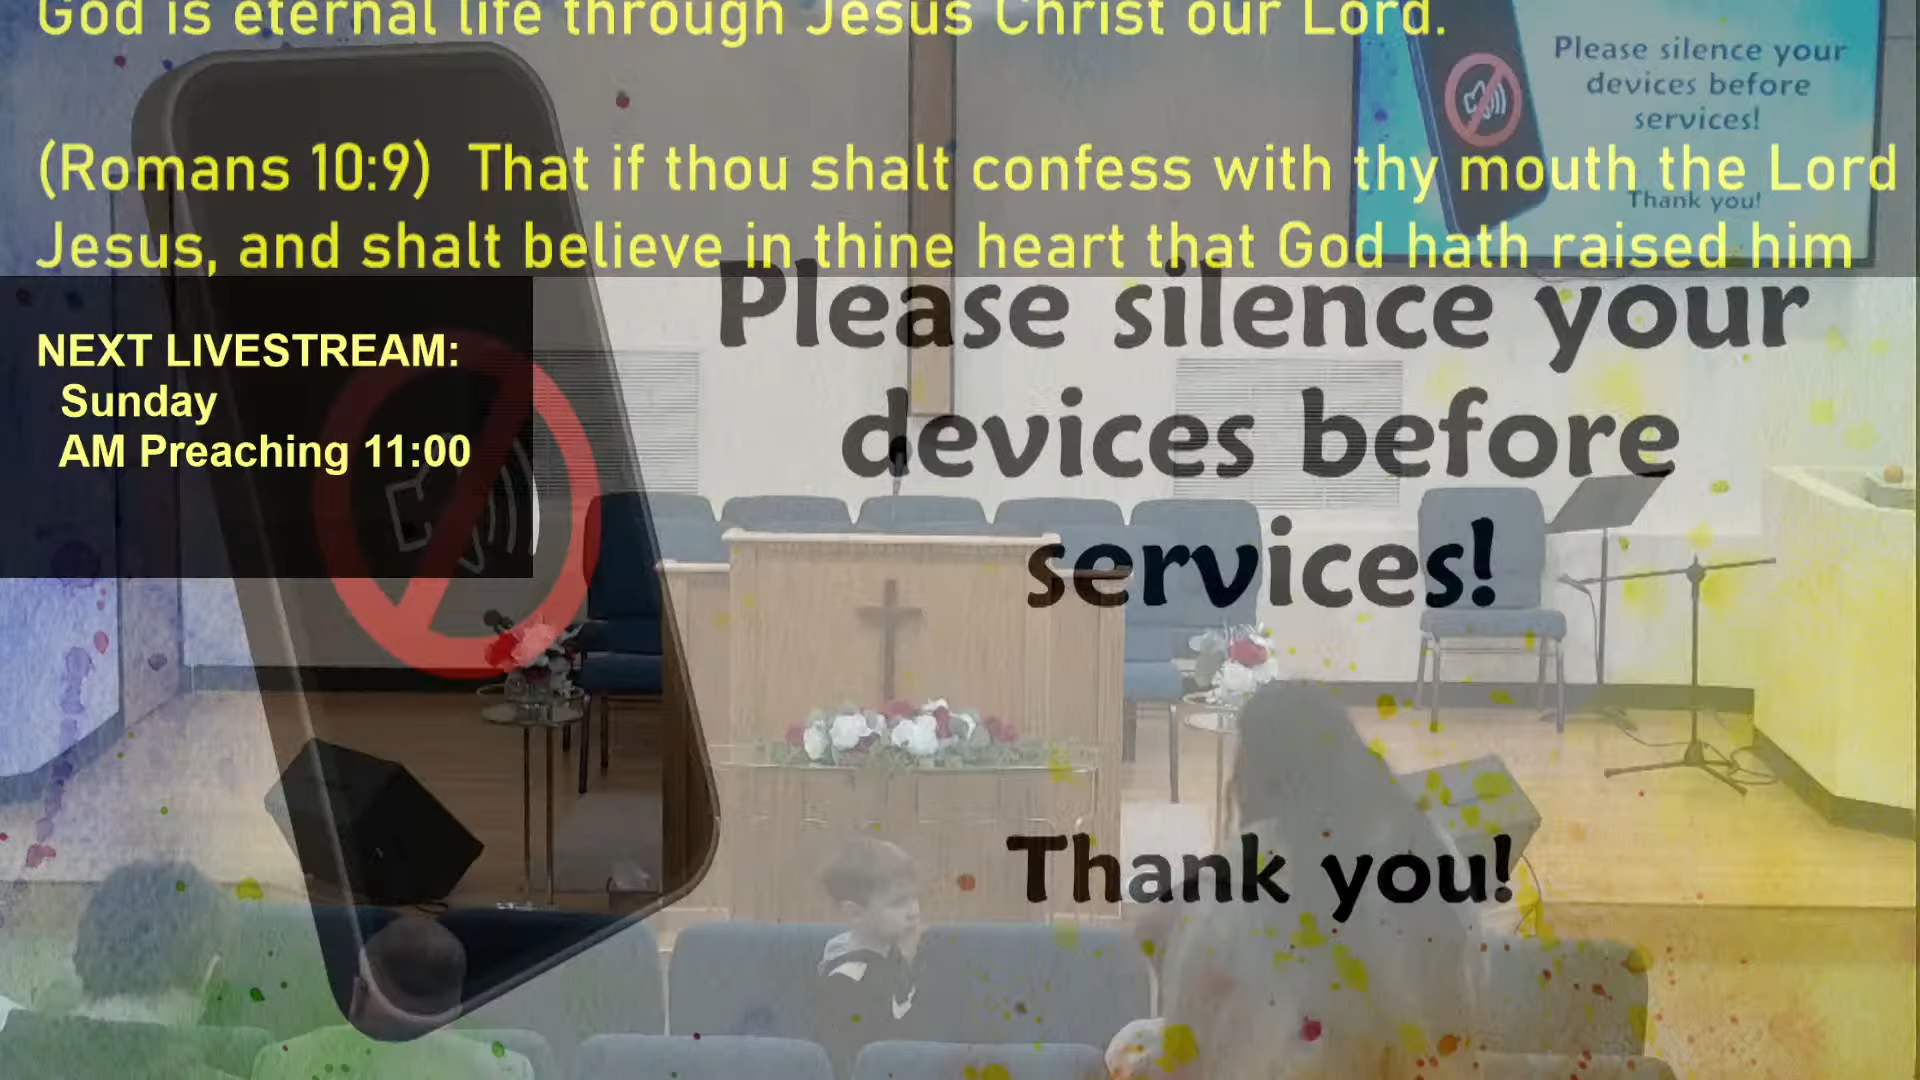 God is eternal life through Jesus Christ our Lord.
(Romans 10:9) That if thou shalt confess with thy mouth the Lord
Jesus, and shalt believe in thine heart that God hath raised him
NEXT LIVESTREAM:
Sunday
AM Preaching 11:00
Please silence your
devices before
services!
Thank you!
Please silence your
devices before
services!
Thank you!